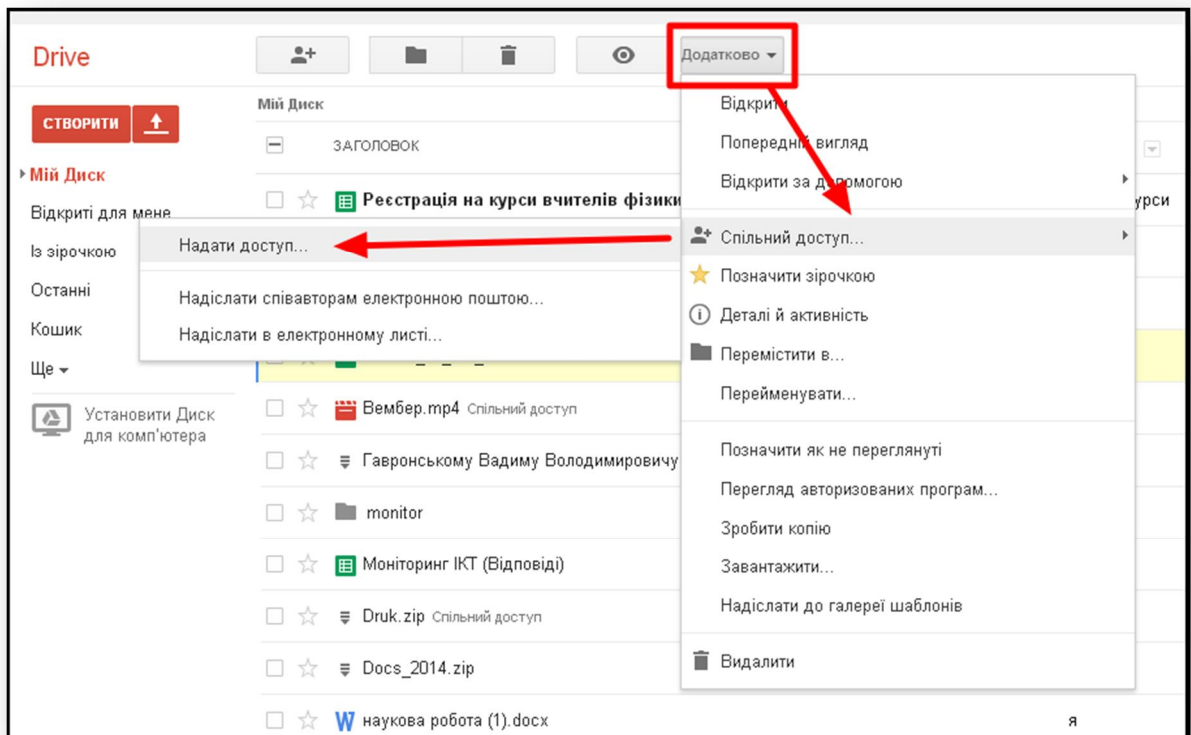 Drive
Додатково
СТВОРИТИ
Мій Диск
Відкриті для мене
Із зірочкою
Останні
Кошик
Ще
Установити Диск
для комп'ютера
Мій Диск
ЗАГОЛОВОК
Реєстрація на курси вчителів фізики
урси
Вембер.mp4 Спільний доступ
Гавронському Вадиму Володимировичу
monitor
Моніторинг ІКТ (Відповіді)
Druk.zip Спільний доступ
Docs_2014.zip
наукова робота (1).docx
я
Відкрити
Попередній вигляд
Відкрити за допомогою
Спільний доступ...
Позначити зірочкою
Деталі й активність
Перемістити в...
Перейменувати...
Позначити як не переглянуті
Перегляд авторизованих програм...
Зробити копію
Завантажити...
Надіслати до галереї шаблонів
Видалити
Надати доступ...
Надіслати співавторам електронною поштою...
Надіслати в електронному листі...